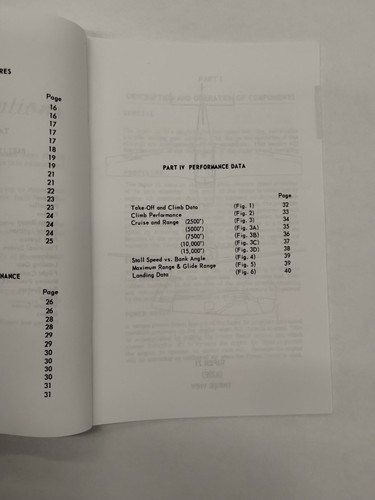 RES
Page
16
16
17
17
17
18
19
19
21
21
22
23
23
24
24
24
25
NANCE
Page
26
26
28
28
29
29
30
30
30
30
31
31
PART IV PERFORMANCE DATA
Page
Take-Off and Climb Data (Fig. 1) 32
Climb Performance (Fig. 2) 33
Cruise and Range (2500') (Fig. 3) 34
(5000') (Fig. 3A) 35
(7500') (Fig. 3B) 36
(10,000') (Fig. 3C) 37
(15,000') (Fig. 3D) 38
Stall Speed vs. Bank Angle (Fig. 4) 39
Maximum Range & Glide Range (Fig. 5) 39
Landing Data (Fig. 6) 40